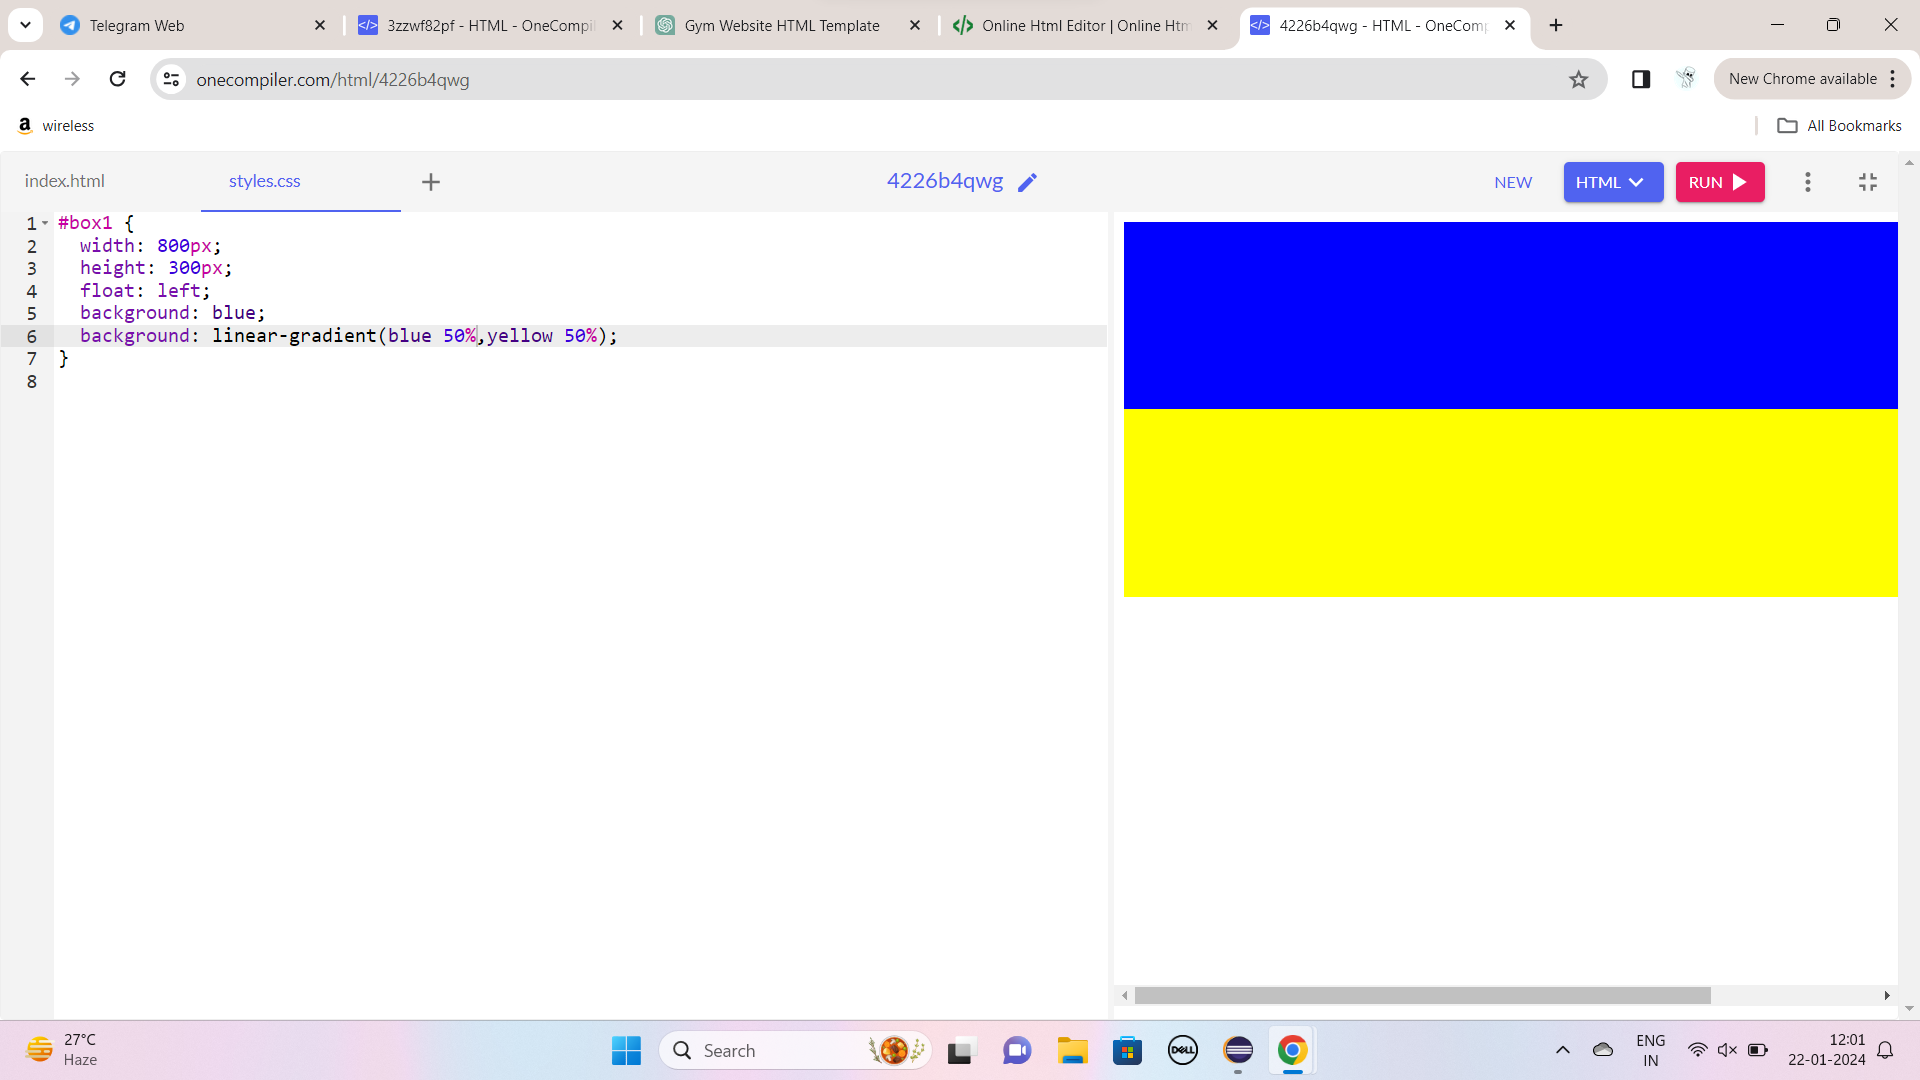 Telegram Web
3zzwf82pf - HTML - OneCompil
Gym Website HTML Template
Online Html Editor | Online Htm
4226b4qwg - HTML - OneComp
onecompiler.com/html/4226b4qwg
New Chrome available
a wireless
All Bookmarks
index.html
styles.css
4226b4qwg
NEW
HTML
RUN
1 #box1 {
2 width: 800px;
3 height: 300px;
4 float: left;
5 background: blue;
6 background: linear-gradient(blue 50%,yellow 50%);
7 }
8
27°C
Haze
Search
DELL
ENG
IN
12:01
22-01-2024